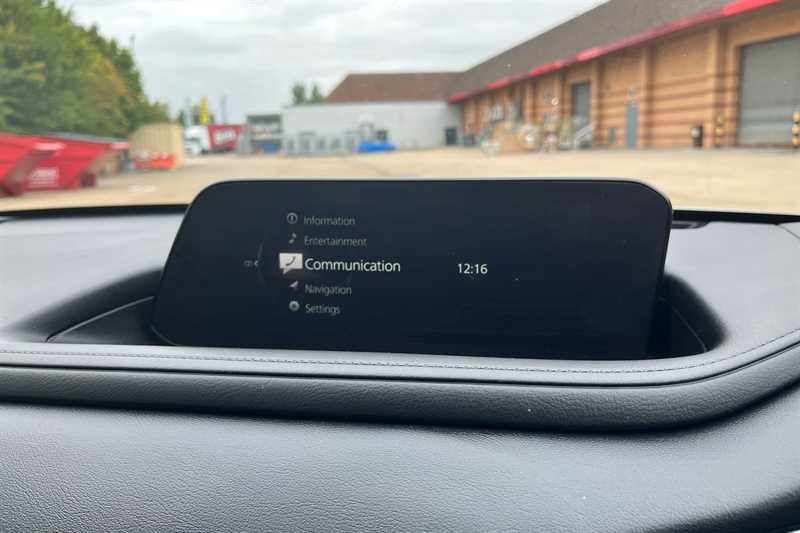 Information
Entertainment
Communication
12:16
Navigation
Settings